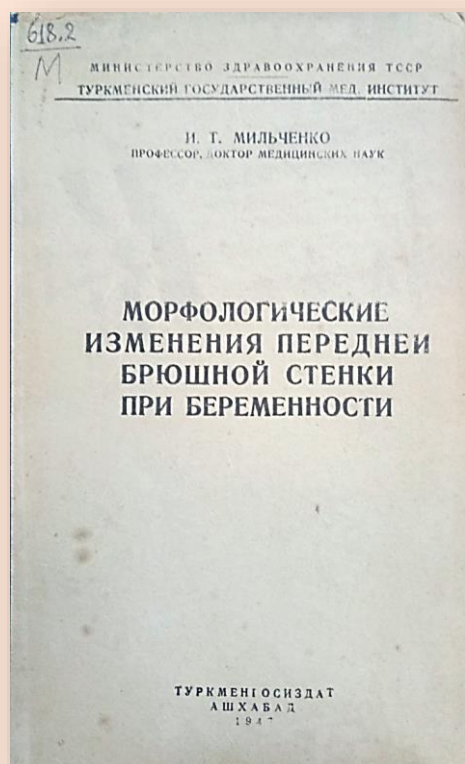 618.2
М
МИНИСТЕРСТВО ЗДРАВООХРАНЕНИЯ ТССР
ТУРКМЕНСКИЙ ГОСУДАРСТВЕННЫЙ МЕД. ИНСТИТУТ
И. Т. МИЛЬЧЕНКО
ПРОФЕССОР, ДОКТОР МЕДИЦИНСКИХ НАУК
МОРФОЛОГИЧЕСКИЕ
ИЗМЕНЕНИЯ ПЕРЕДНЕЙ
БРЮШНОЙ СТЕНКИ
ПРИ БЕРЕМЕННОСТИ
ТУРКМЕНГОСИЗДАТ
АШХАБАД